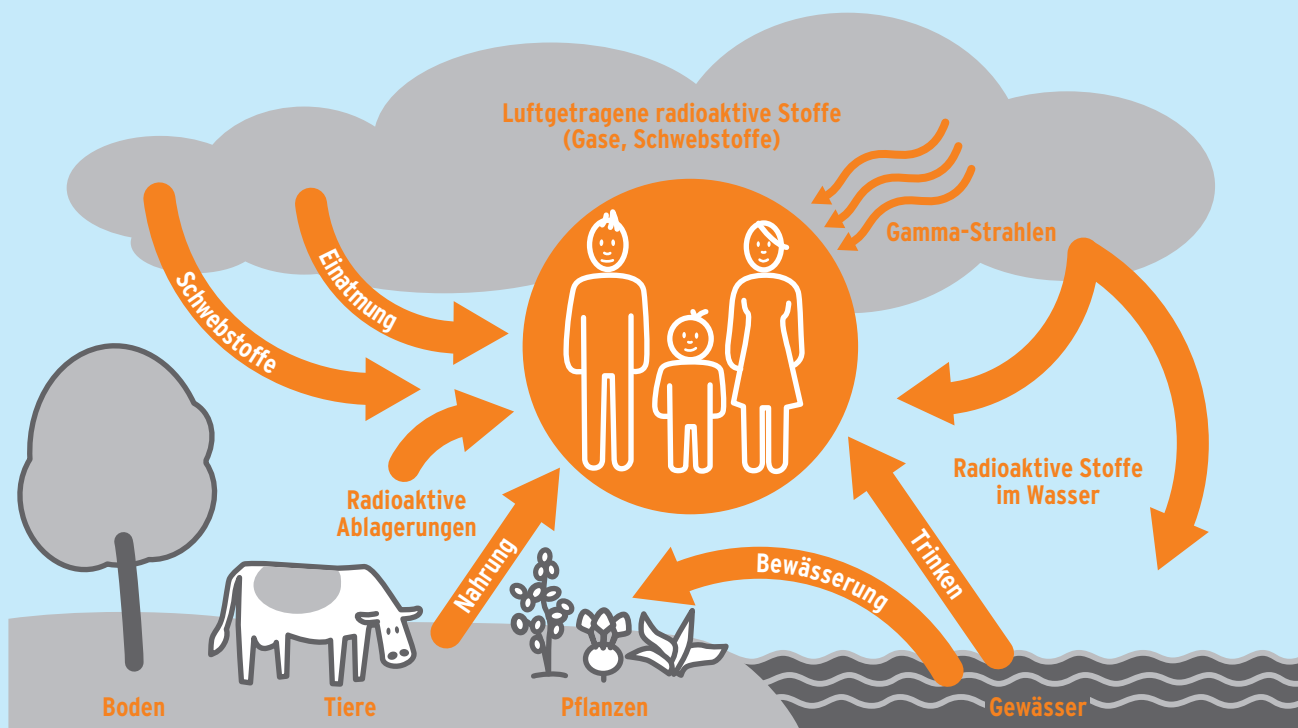 Luftgetragene radioaktive Stoffe
(Gase, Schwebstoffe)
Gamma-Strahlen
Einatmung
Schwebstoffe
Radioaktive
Ablagerungen
Radioaktive Stoffe
im Wasser
Nahrung
Bewässerung
Trinken
Boden
Tiere
Pflanzen
Gewässer